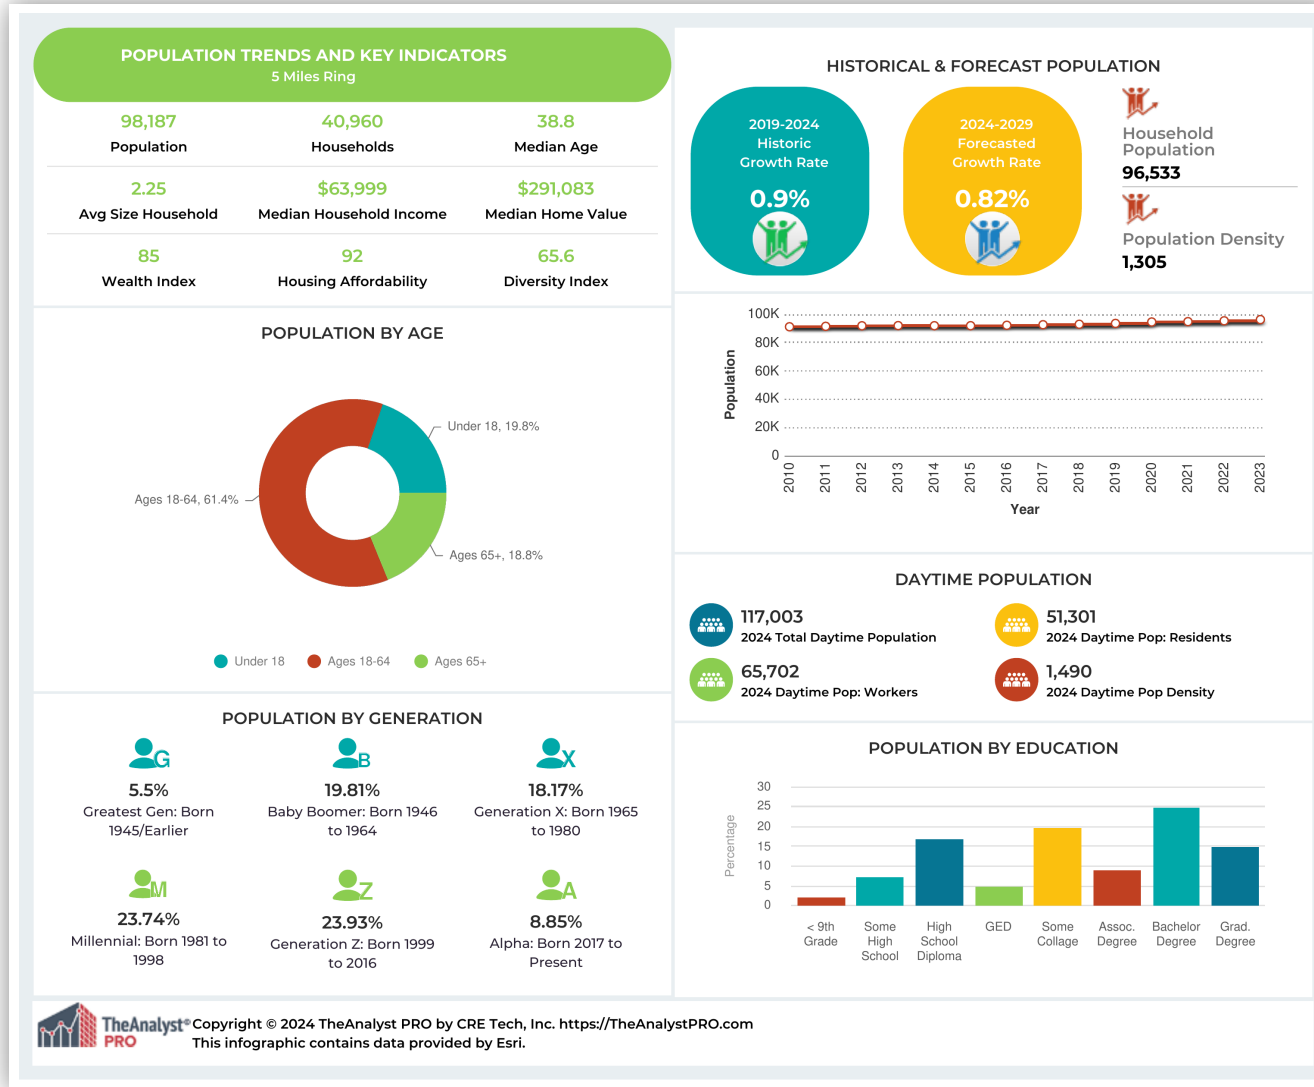 POPULATION TRENDS AND KEY INDICATORS
5 Miles Ring
98,187
Population
40,960
Households
38.8
Median Age
2.25
Avg Size Household
$63,999
Median Household Income
$291,083
Median Home Value
85
Wealth Index
92
Housing Affordability
65.6
Diversity Index
POPULATION BY AGE
Under 18, 19.8%
Ages 18-64, 61.4%
Ages 65+, 18.8%
Under 18
Ages 18-64
Ages 65+
POPULATION BY GENERATION
G
5.5%
Greatest Gen: Born
1945/Earlier
B
19.81%
Baby Boomer: Born 1946
to 1964
X
18.17%
Generation X: Born 1965
to 1980
M
23.74%
Millennial: Born 1981 to
1998
Z
23.93%
Generation Z: Born 1999
to 2016
A
8.85%
Alpha: Born 2017 to
Present
HISTORICAL & FORECAST POPULATION
2019-2024
Historic
Growth Rate
0.9%
2024-2029
Forecasted
Growth Rate
0.82%
Household
Population
96,533
Population Density
1,305
Population
100K
80K
60K
40K
20K
0
2010
2011
2012
2013
2014
2015
2016
2017
2018
2019
2020
2021
2022
2023
Year
DAYTIME POPULATION
117,003
2024 Total Daytime Population
51,301
2024 Daytime Pop: Residents
65,702
2024 Daytime Pop: Workers
1,490
2024 Daytime Pop Density
POPULATION BY EDUCATION
Percentage
30
25
20
15
10
5
0
< 9th
Grade
Some
High
School
High
School
Diploma
GED
Some
Collage
Assoc.
Degree
Bachelor
Degree
Grad.
Degree
TheAnalyst®
PRO
Copyright © 2024 TheAnalyst PRO by CRE Tech, Inc. https://TheAnalystPRO.com
This infographic contains data provided by Esri.